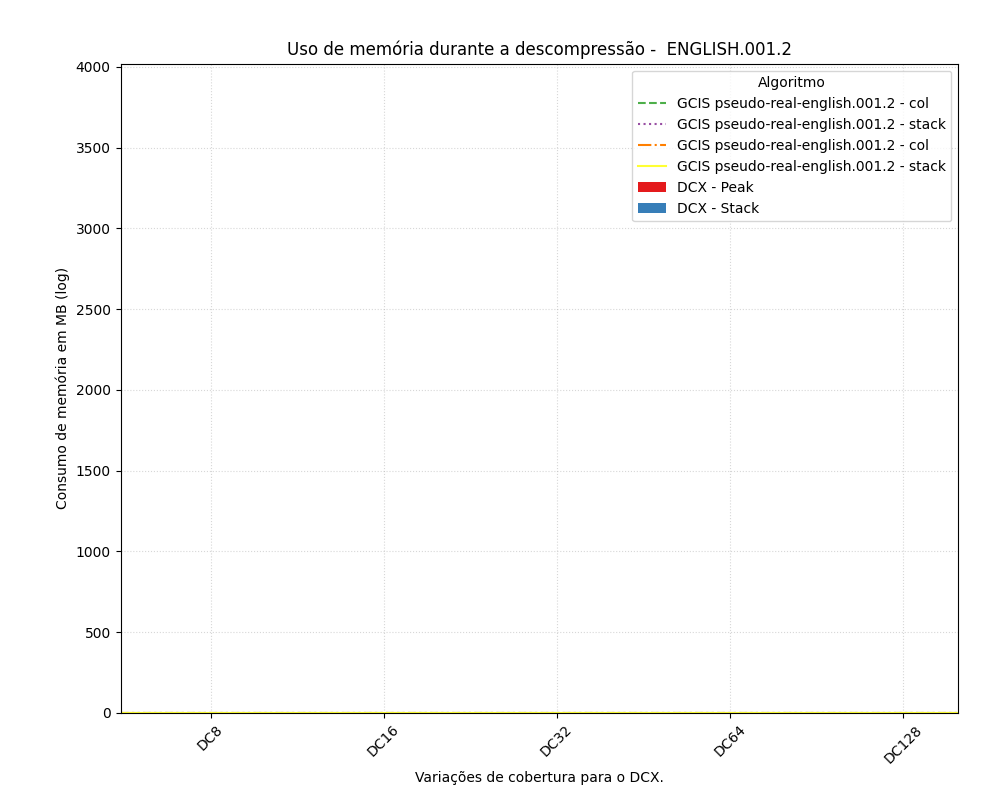 Uso de memória durante a descompressão -  ENGLISH.001.2
Algoritmo
GCIS pseudo-real-english.001.2 - col
GCIS pseudo-real-english.001.2 - stack
GCIS pseudo-real-english.001.2 - col
GCIS pseudo-real-english.001.2 - stack
DCX - Peak
DCX - Stack
Consumo de memória em MB (log)
4000
3500
3000
2500
2000
1500
1000
500
0
DC8
DC16
DC32
DC64
DC128
Variações de cobertura para o DCX.